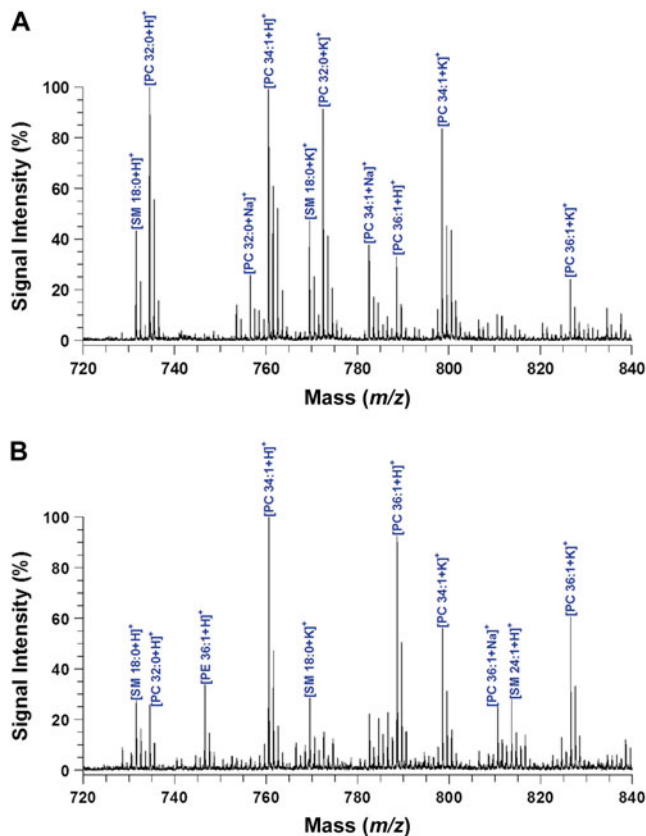 A
[SM 18:0+H]⁺
[PC 32:0+H]⁺
[PC 32:0+Na]⁺
[PC 34:1+H]⁺
[SM 18:0+K]⁺
[PC 32:0+K]⁺
[PC 34:1+Na]⁺
[PC 36:1+H]⁺
[PC 34:1+K]⁺
[PC 36:1+K]⁺
Signal Intensity (%)
100
80
60
40
20
0
720 740 760 780 800 820 840
Mass (m/z)
B
[SM 18:0+H]⁺
[PC 32:0+H]⁺
[PE 36:1+H]⁺
[PC 34:1+H]⁺
[SM 18:0+K]⁺
[PC 36:1+H]⁺
[PC 34:1+K]⁺
[PC 36:1+Na]⁺
[SM 24:1+H]⁺
[PC 36:1+K]⁺
Signal Intensity (%)
100
80
60
40
20
0
720 740 760 780 800 820 840
Mass (m/z)